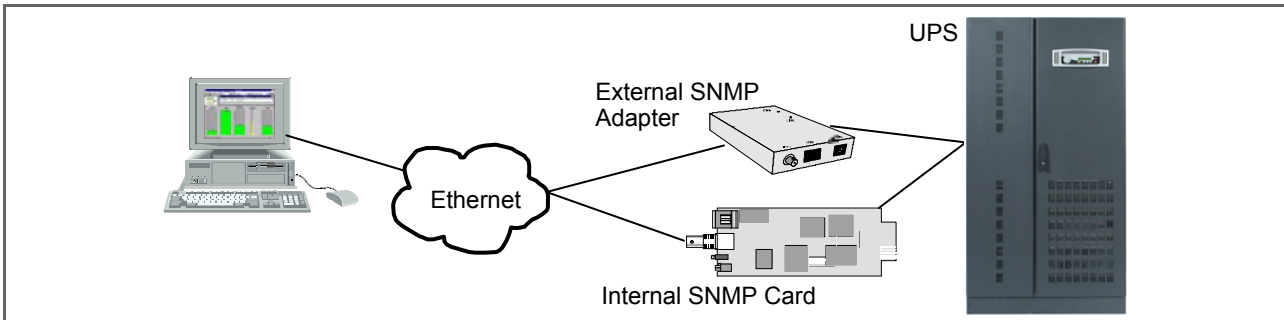 UPS
External SNMP
Adapter
Ethernet
Internal SNMP Card